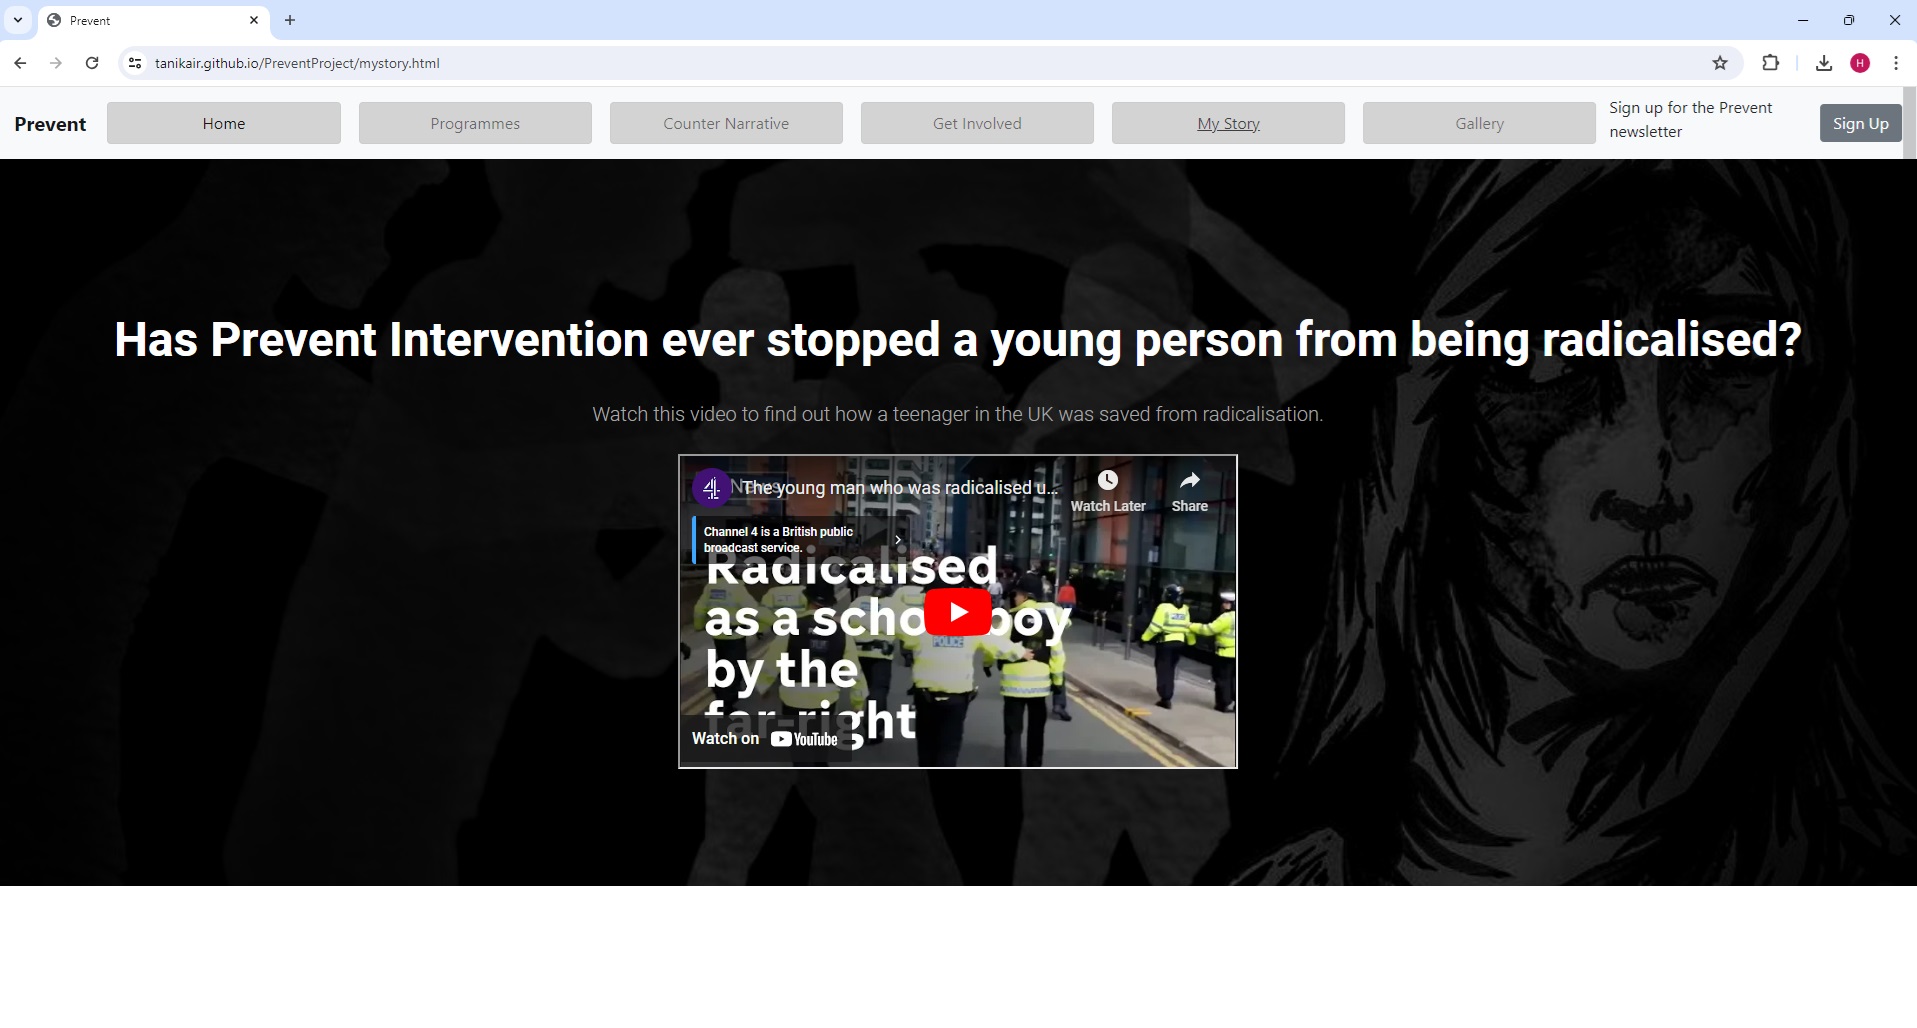 Prevent
tanikair.github.io/PreventProject/mystory.html
H
Prevent
Home
Programmes
Counter Narrative
Get Involved
My Story
Gallery
Sign up for the Prevent
newsletter
Sign Up
Has Prevent Intervention ever stopped a young person from being radicalised?
Watch this video to find out how a teenager in the UK was saved from radicalisation.
4
News
The young man who was radicalised u...
Watch Later
Share
Channel 4 is a British public
broadcast service.
Radicalised
as a schoolboy
by the
far-right
POLICE
Watch on YouTube